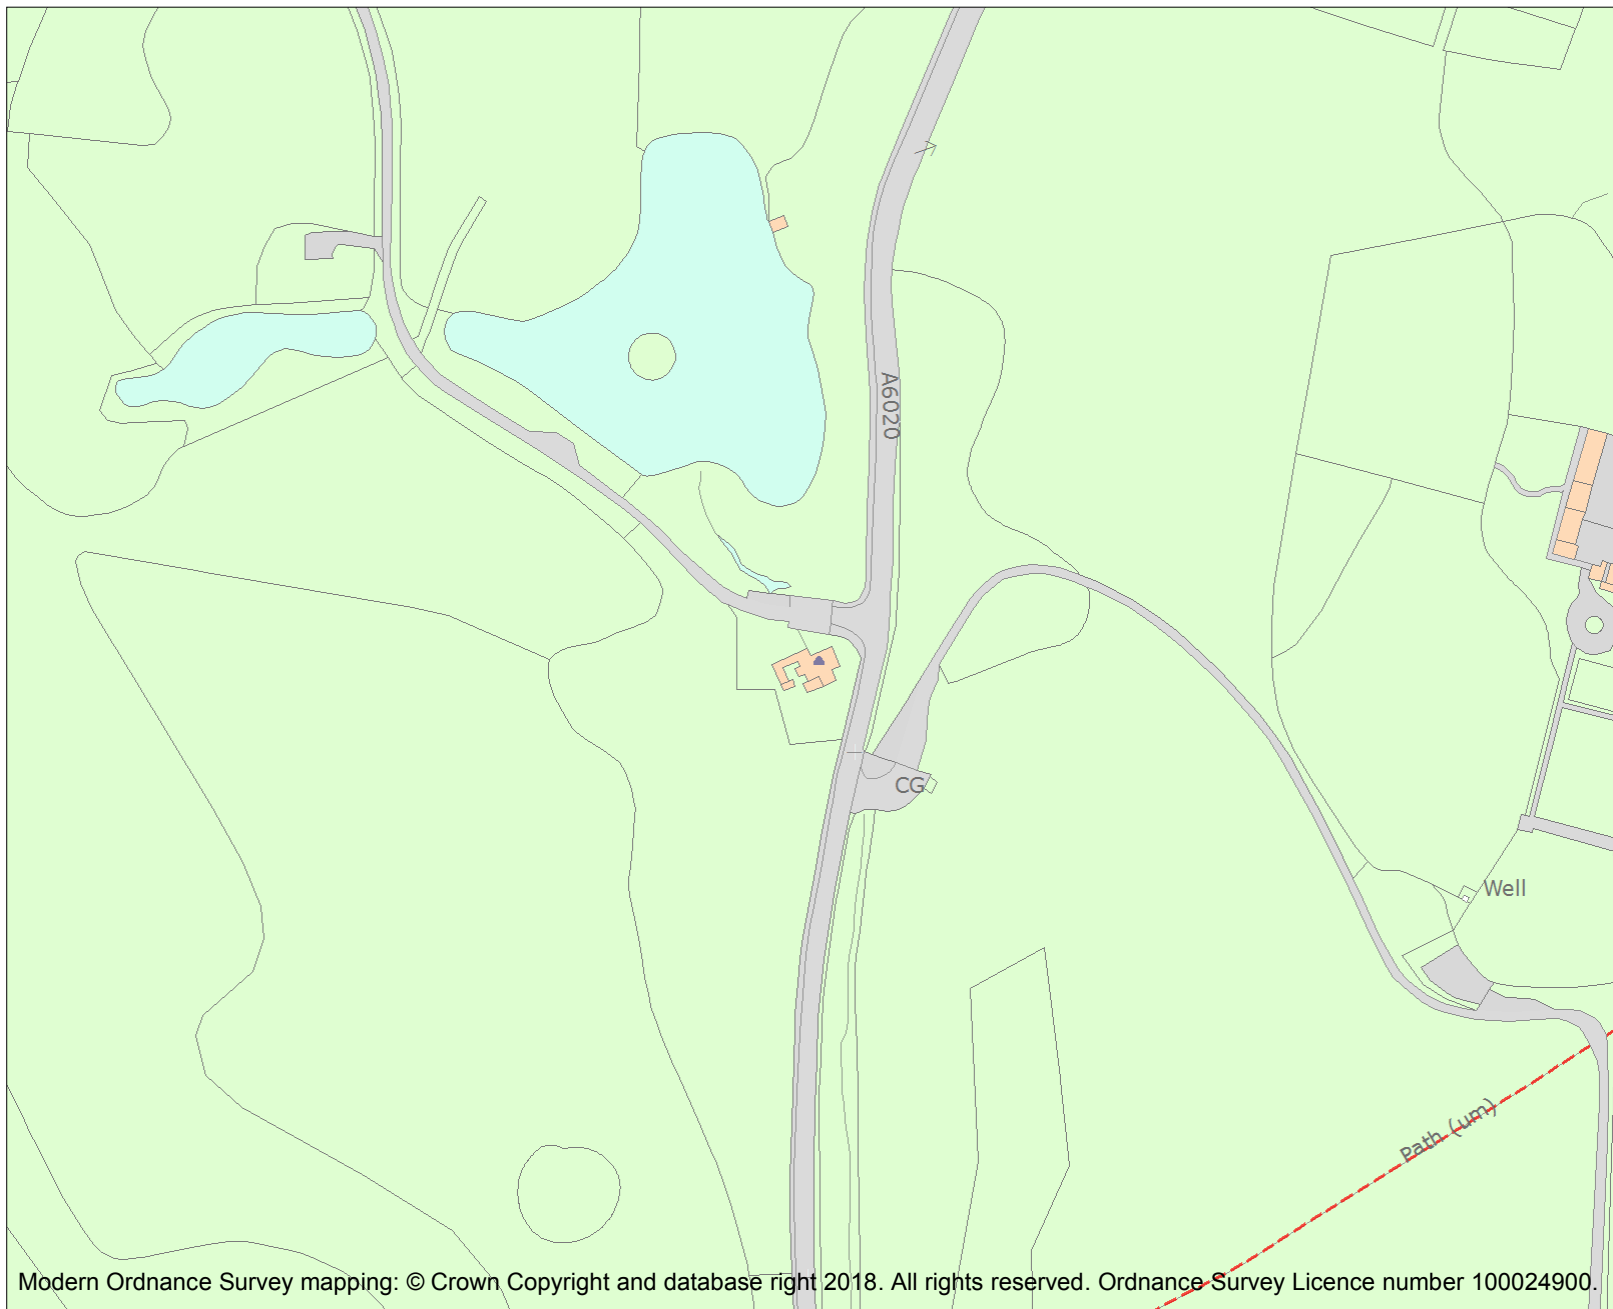 A6020
CG
Well
Path (um)
Modern Ordnance Survey mapping: © Crown Copyright and database right 2018. All rights reserved. Ordnance Survey Licence number 100024900.